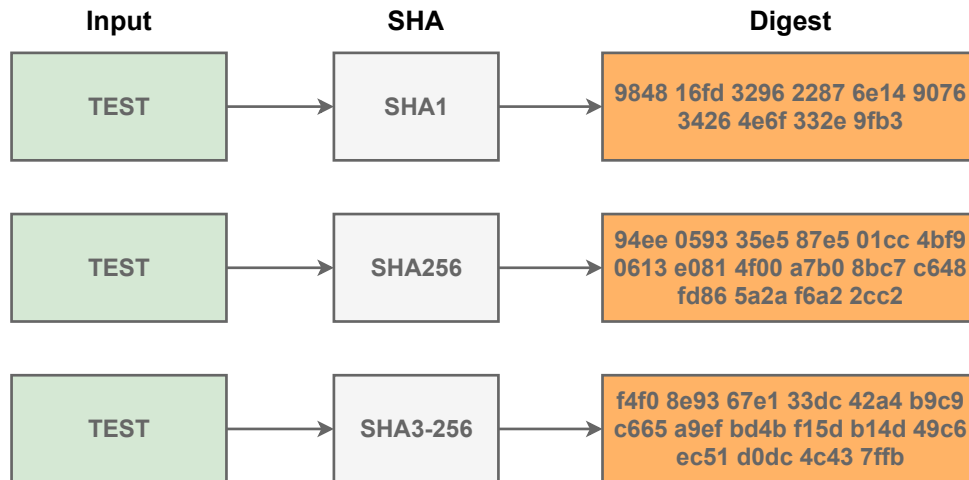 Input SHA Digest
TEST SHA1 9848 16fd 3296 2287 6e14 9076
3426 4e6f 332e 9fb3
TEST SHA256 94ee 0593 35e5 87e5 01cc 4bf9
0613 e081 4f00 a7b0 8bc7 c648
fd86 5a2a f6a2 2cc2
TEST SHA3-256 f4f0 8e93 67e1 33dc 42a4 b9c9
c665 a9ef bd4b f15d b14d 49c6
ec51 d0dc 4c43 7ffb